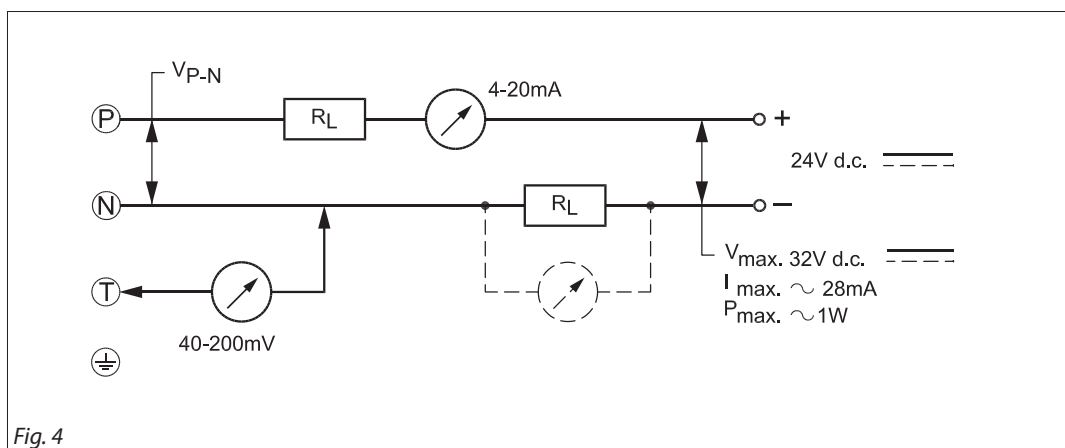 VP-N
4-20mA
P
RL
+
24V d.c.
N
RL
−
Vmax. 32V d.c.
Imax. ∼ 28mA
Pmax. ∼ 1W
T
40-200mV
Fig. 4